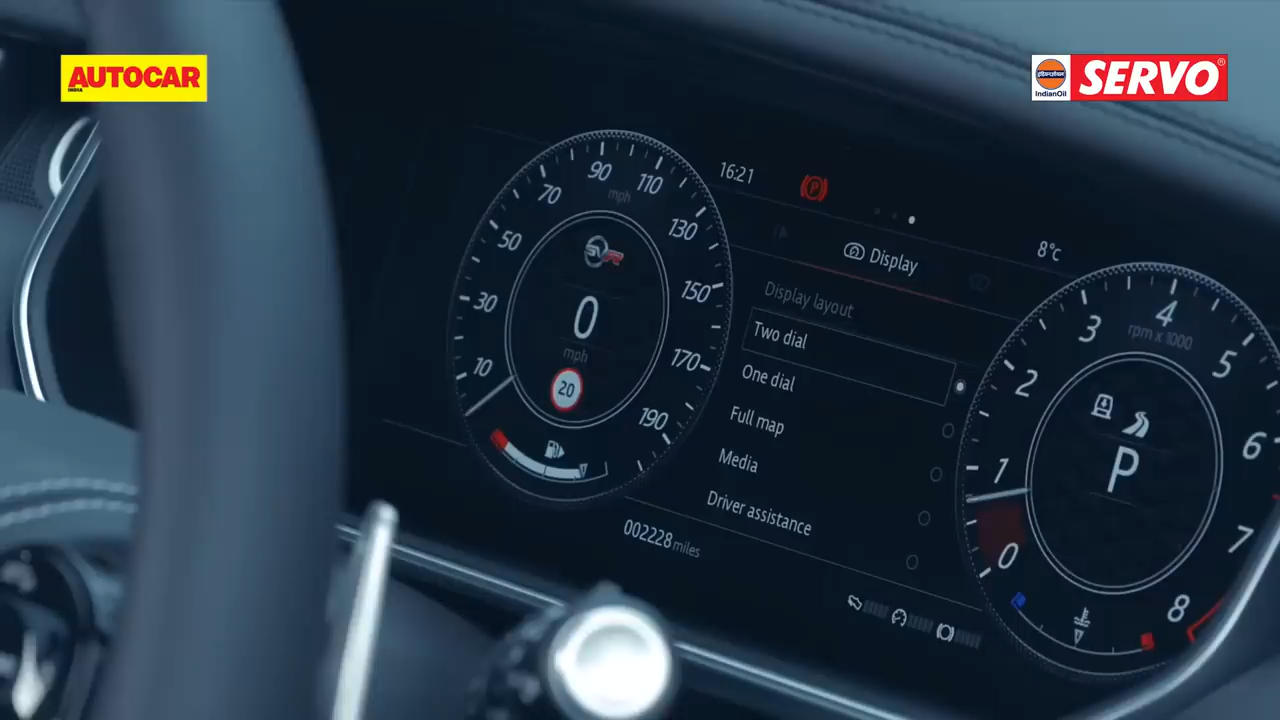 AUTOCAR
INDIA
इंडियनऑयल
IndianOil
SERVO®
16:21
8°c
Display
Display layout
Two dial
One dial
Full map
Media
Driver assistance
002228 miles
10
30
50
70
90
110
130
150
170
190
mph
SVR
0
mph
20
0
1
2
3
4
5
6
7
8
rpm x 1000
P